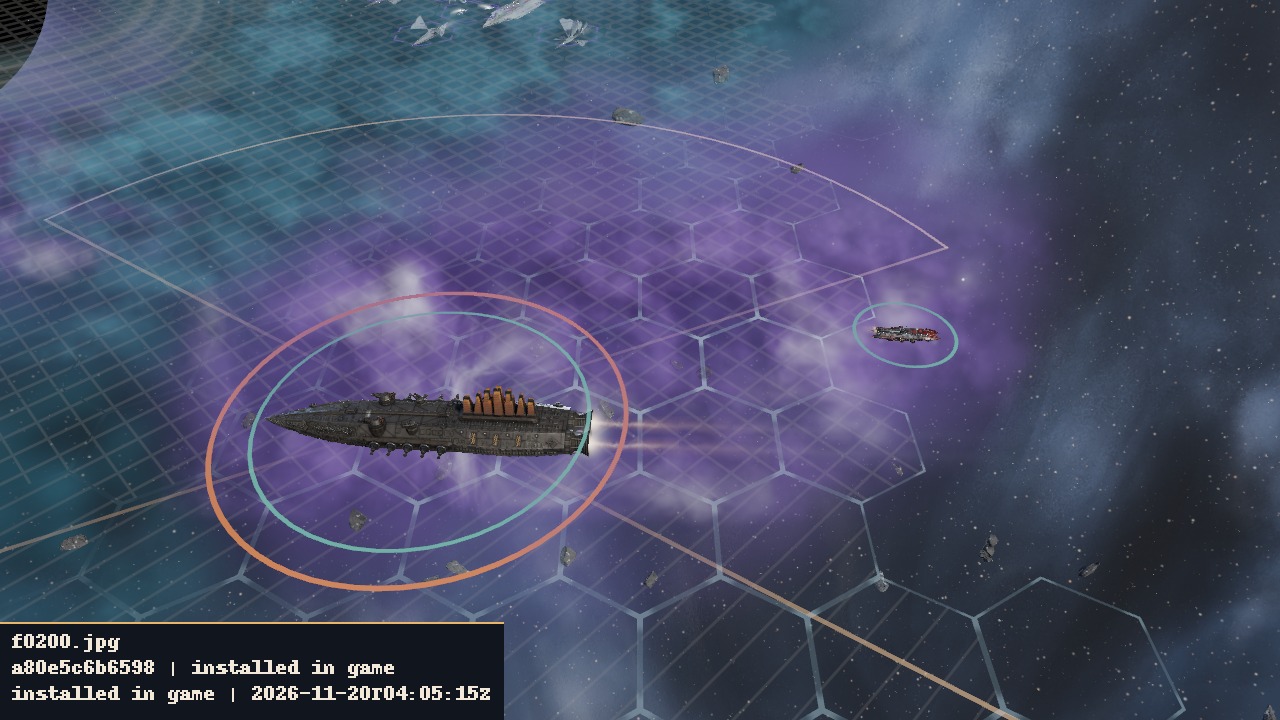 f0200.jpg
a80e5c6b6598 | installed in game
installed in game | 2026-11-20T04:05:15Z